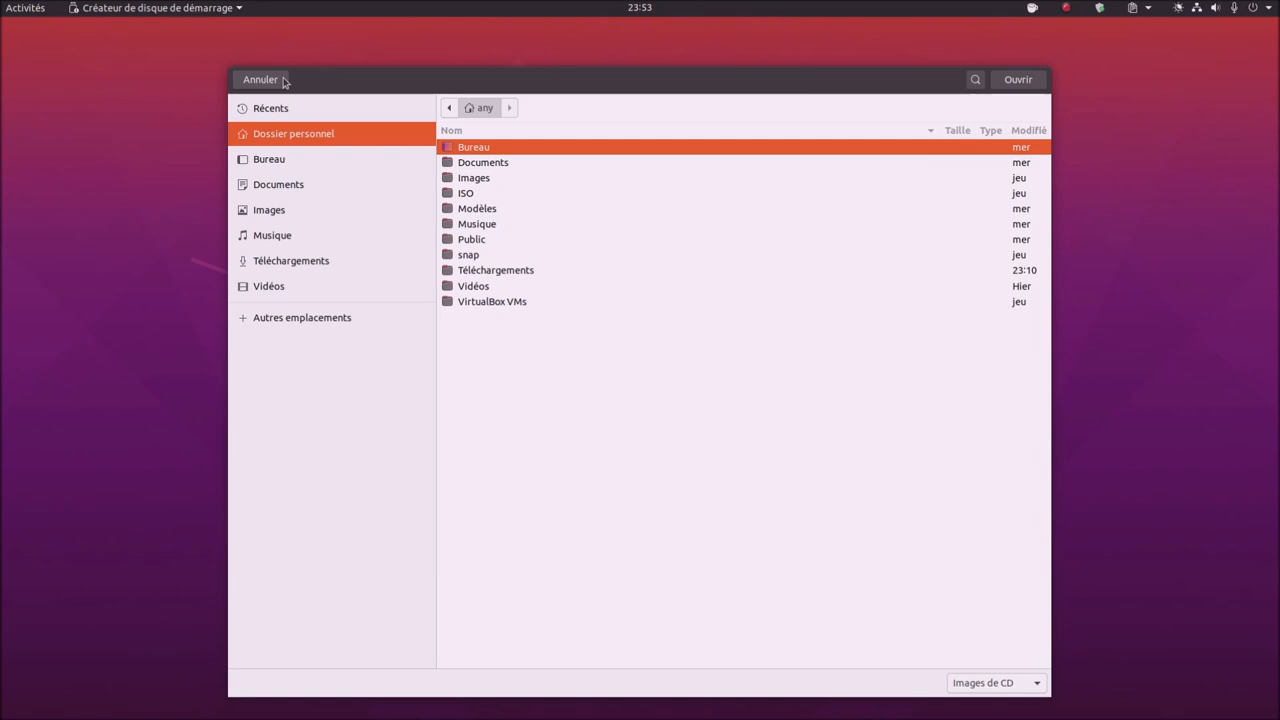 Activités Créateur de disque de démarrage 23:53
Annuler Ouvrir
Récents
Dossier personnel
Bureau
Documents
Images
Musique
Téléchargements
Vidéos
Autres emplacements
any
Nom Taille Type Modifié
Bureau mer
Documents mer
Images jeu
ISO jeu
Modèles mer
Musique mer
Public mer
snap jeu
Téléchargements 23:10
Vidéos Hier
VirtualBox VMs jeu
Images de CD